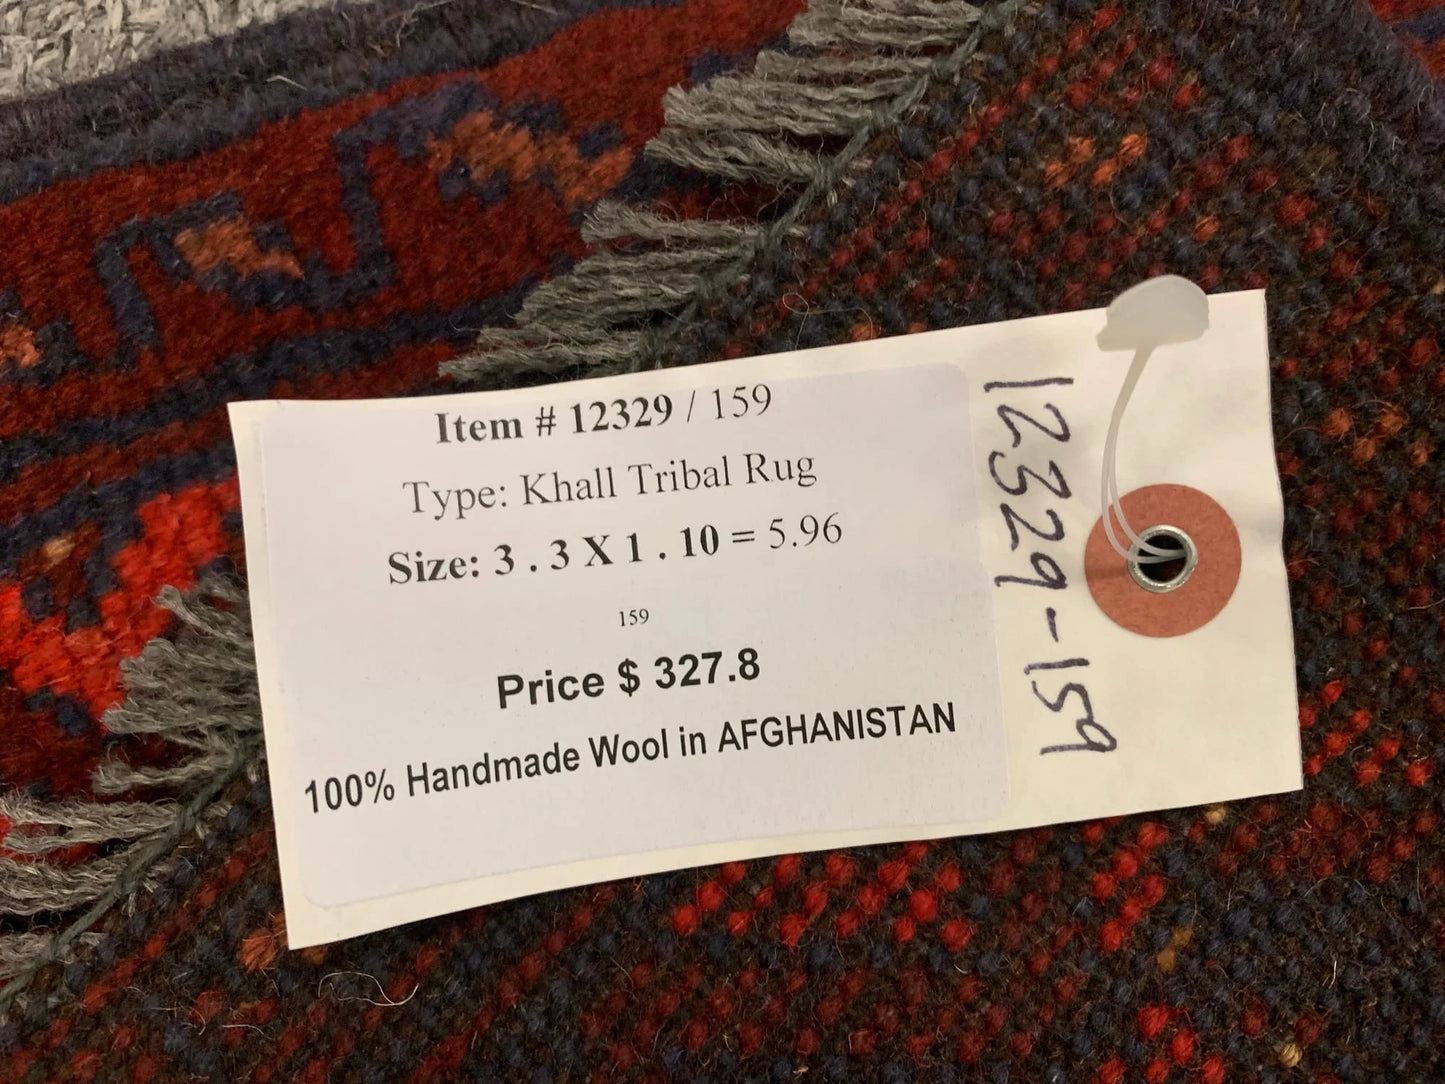 Item # 12329 / 159
Type: Khall Tribal Rug
Size: 3 . 3 X 1 . 10 = 5.96
159
Price $ 327.8
100% Handmade Wool in AFGHANISTAN
12329-159